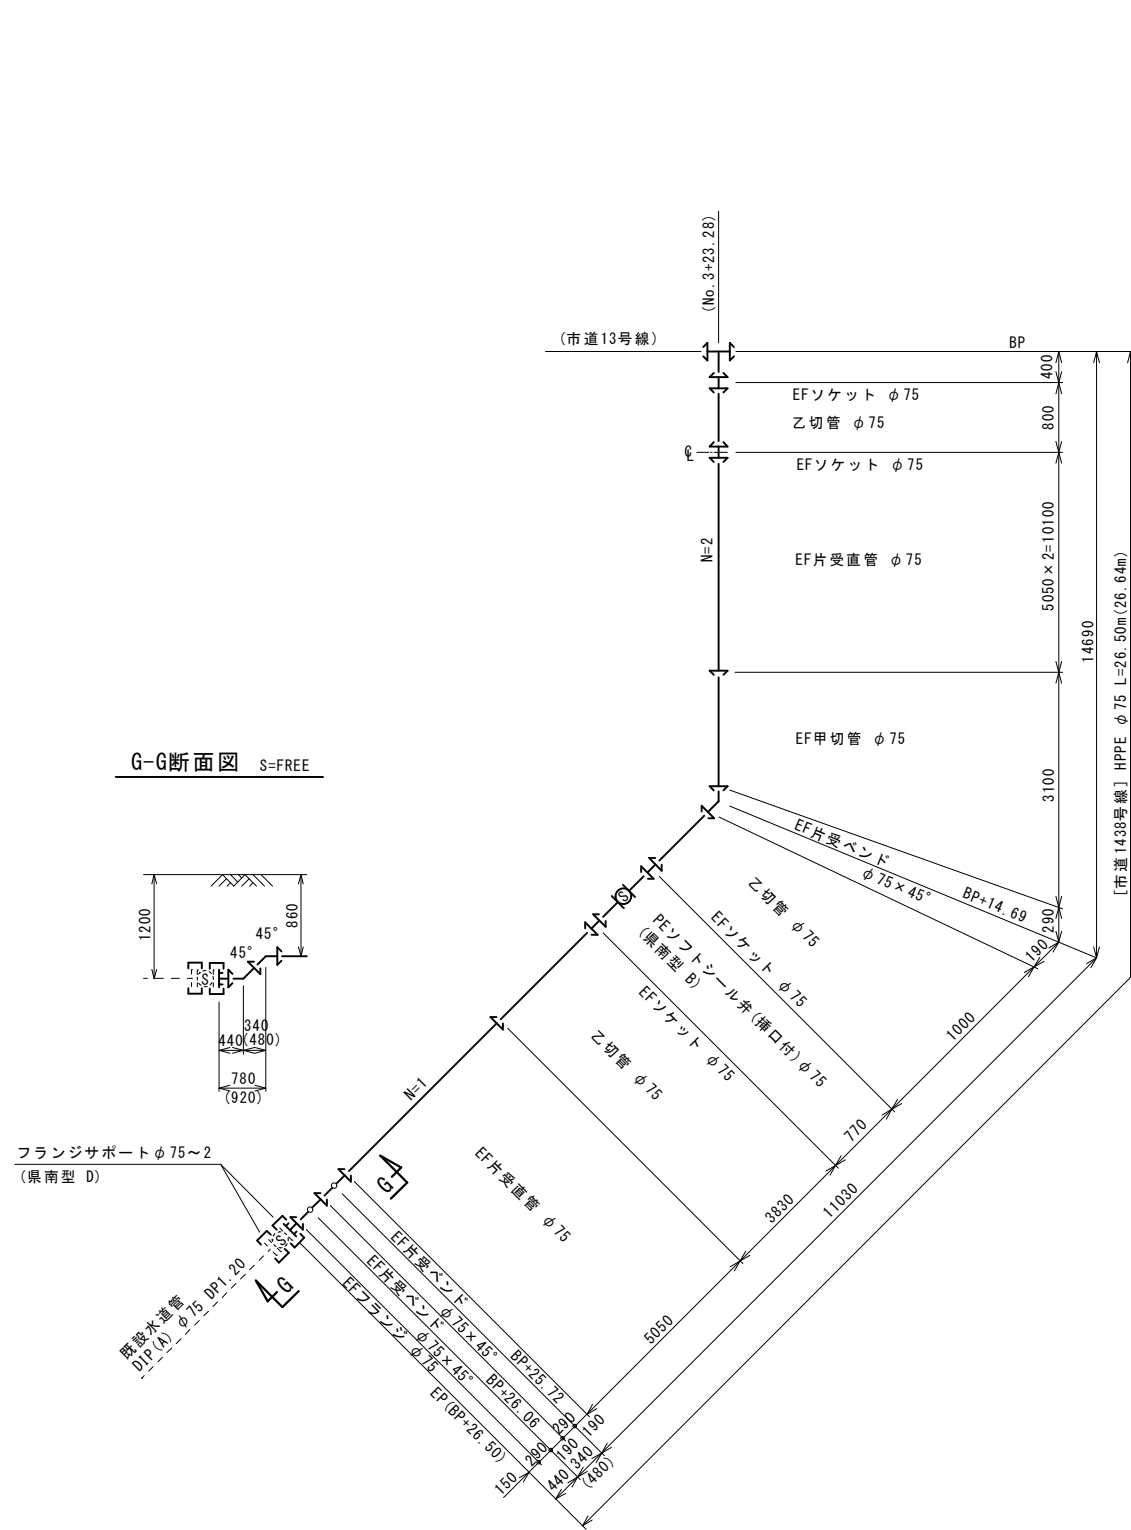 (No.3+23.28)
(市道13号線)
BP
400
EFソケット φ75
乙切管 φ75
800
℄
EFソケット φ75
N=2
EF片受直管 φ75
5050×2=10100
14690
[市道1438号線] HPPE φ75 L=26.50m(26.64m)
EF甲切管 φ75
3100
G-G断面図 S=FREE
1200
860
45°
45°
S
340
440
(480)
780
(920)
EF片受ベンド
φ75×45°
BP+14.69
290
190
乙切管 φ75
EFソケット φ75
S
PEソフトシール弁(挿口付)φ75
(県南型 B)
EFソケット φ75
乙切管 φ75
1000
770
3830
11030
N=1
EF片受直管 φ75
5050
フランジサポートφ75~2
(県南型 D)
G
S
G
既設水道管
DIP(A) φ75 DP1.20
EF片受ベンド
φ75×45°
BP+25.72
EF片受ベンド
φ75×45°
BP+26.06
EFフランジ φ75
EP(BP+26.50)
190
290
190
290
150
340
(480)
440